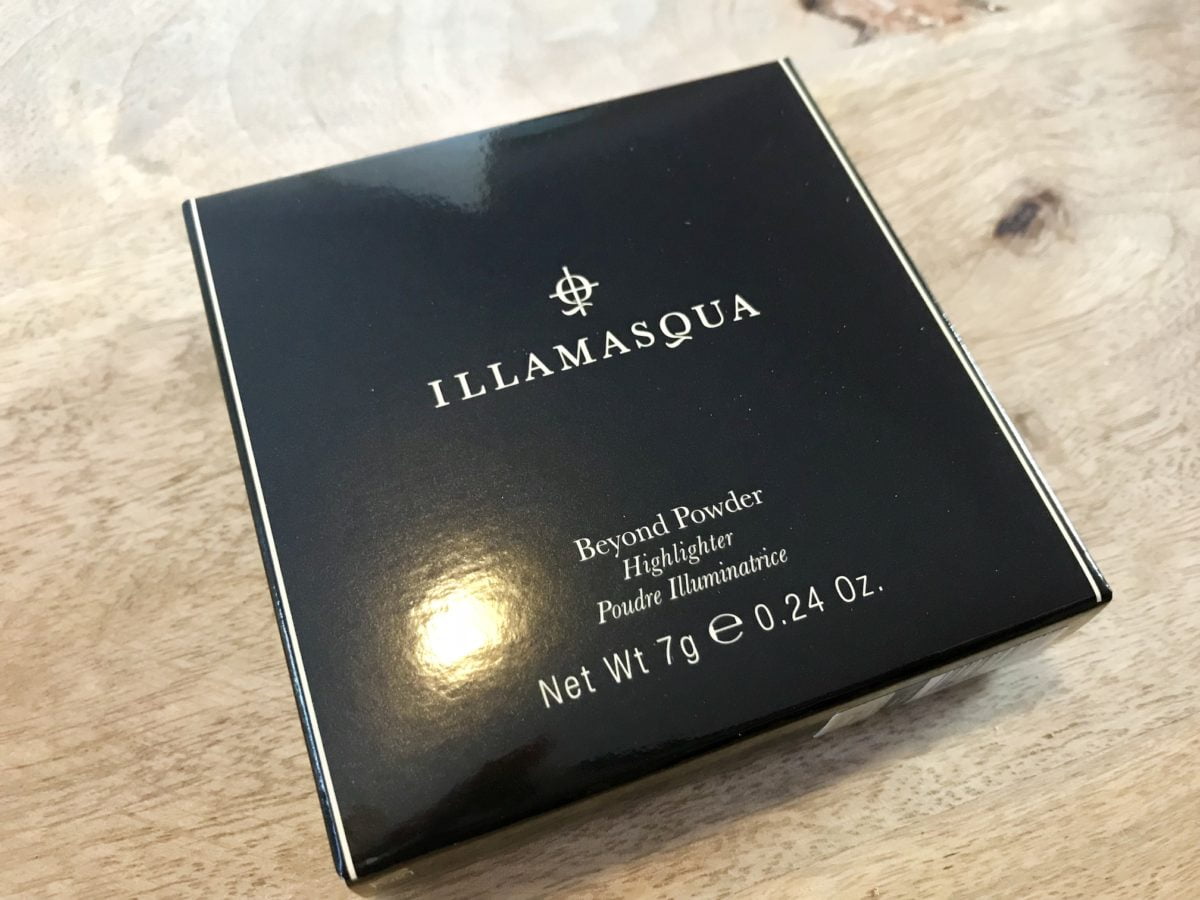 ILLAMASQUA
Beyond Powder
Highlighter
Poudre Illuminatrice
Net Wt 7g ℮ 0.24 Oz.